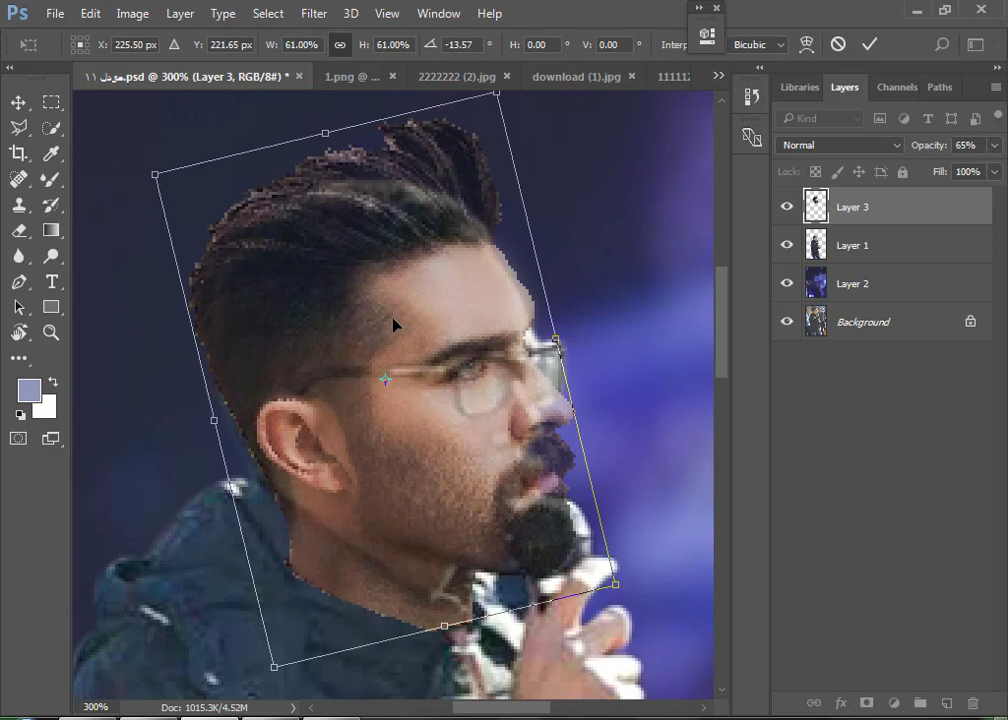 Ps File Edit Image Layer Type Select Filter 3D View Window Help
X: 225.50 px Y: 221.65 px W: 61.00% H: 61.00% -13.57 ° H: 0.00 ° V: 0.00 ° Interp Bicubic
مودل ١١.psd @ 300% (Layer 3, RGB/8#) * 1.png @ ... 2222222 (2).jpg download (1).jpg 111112
Libraries Layers Channels Paths
Kind
Normal Opacity: 65%
Lock: Fill: 100%
Layer 3
Layer 1
Layer 2
Background
300% Doc: 1015.3K/4.52M